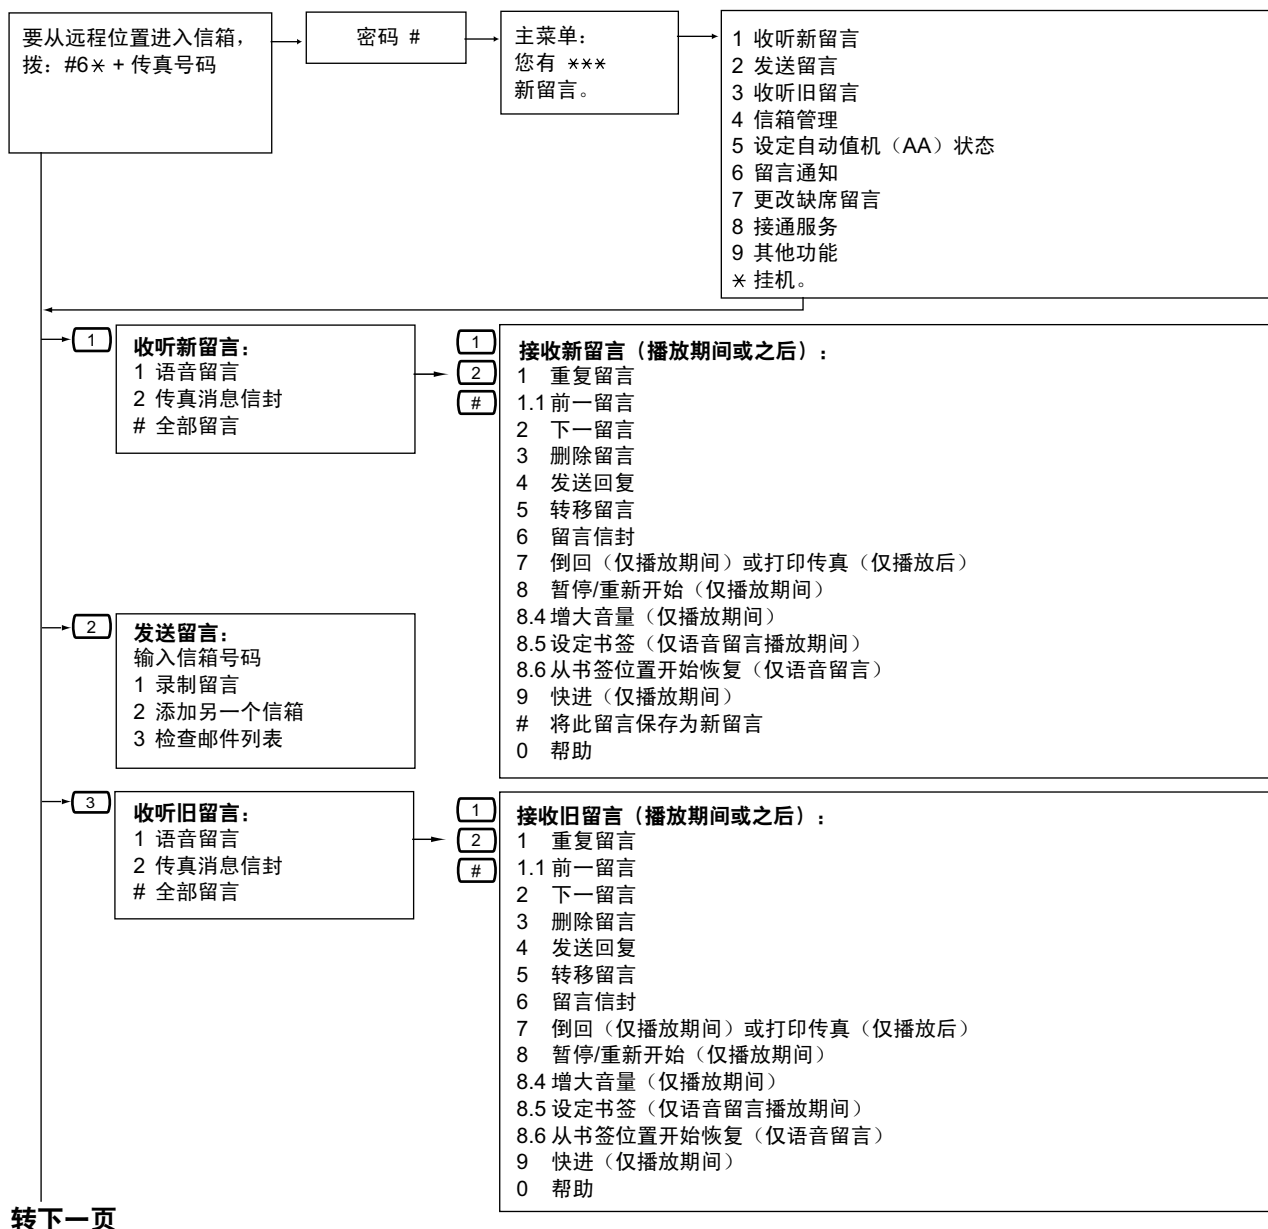 要从远程位置进入信箱，
拨：#6✳ + 传真号码
密码 #
主菜单：
您有 ✳✳✳
新留言。
1 收听新留言
2 发送留言
3 收听旧留言
4 信箱管理
5 设定自动值机（AA）状态
6 留言通知
7 更改缺席留言
8 接通服务
9 其他功能
✳ 挂机。
1
收听新留言：
1 语音留言
2 传真消息信封
# 全部留言
1
2
#
接收新留言（播放期间或之后）：
1 重复留言
1.1 前一留言
2 下一留言
3 删除留言
4 发送回复
5 转移留言
6 留言信封
7 倒回（仅播放期间）或打印传真（仅播放后）
8 暂停/重新开始（仅播放期间）
8.4 增大音量（仅播放期间）
8.5 设定书签（仅语音留言播放期间）
8.6 从书签位置开始恢复（仅语音留言）
9 快进（仅播放期间）
# 将此留言保存为新留言
0 帮助
2
发送留言：
输入信箱号码
1 录制留言
2 添加另一个信箱
3 检查邮件列表
3
收听旧留言：
1 语音留言
2 传真消息信封
# 全部留言
1
2
#
接收旧留言（播放期间或之后）：
1 重复留言
1.1 前一留言
2 下一留言
3 删除留言
4 发送回复
5 转移留言
6 留言信封
7 倒回（仅播放期间）或打印传真（仅播放后）
8 暂停/重新开始（仅播放期间）
8.4 增大音量（仅播放期间）
8.5 设定书签（仅语音留言播放期间）
8.6 从书签位置开始恢复（仅语音留言）
9 快进（仅播放期间）
0 帮助
转下一页